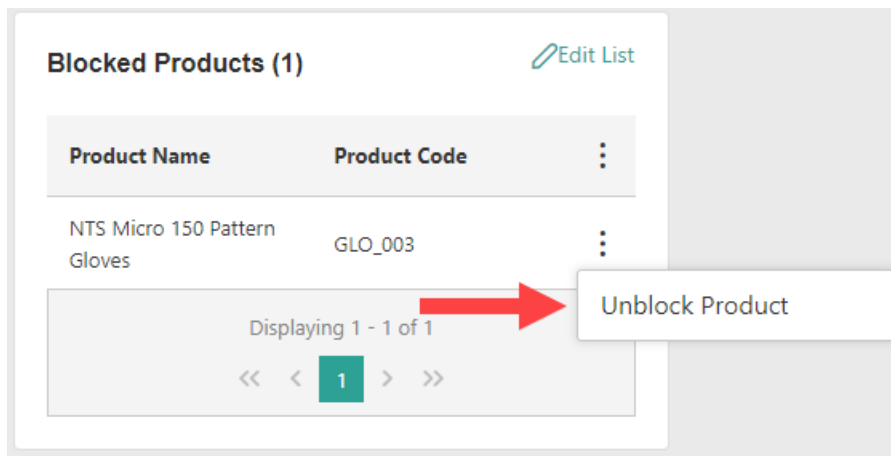 Blocked Products (1)
Edit List
Product Name Product Code
NTS Micro 150 Pattern
Gloves
GLO_003
Unblock Product
Displaying 1 - 1 of 1
<< < 1 > >>